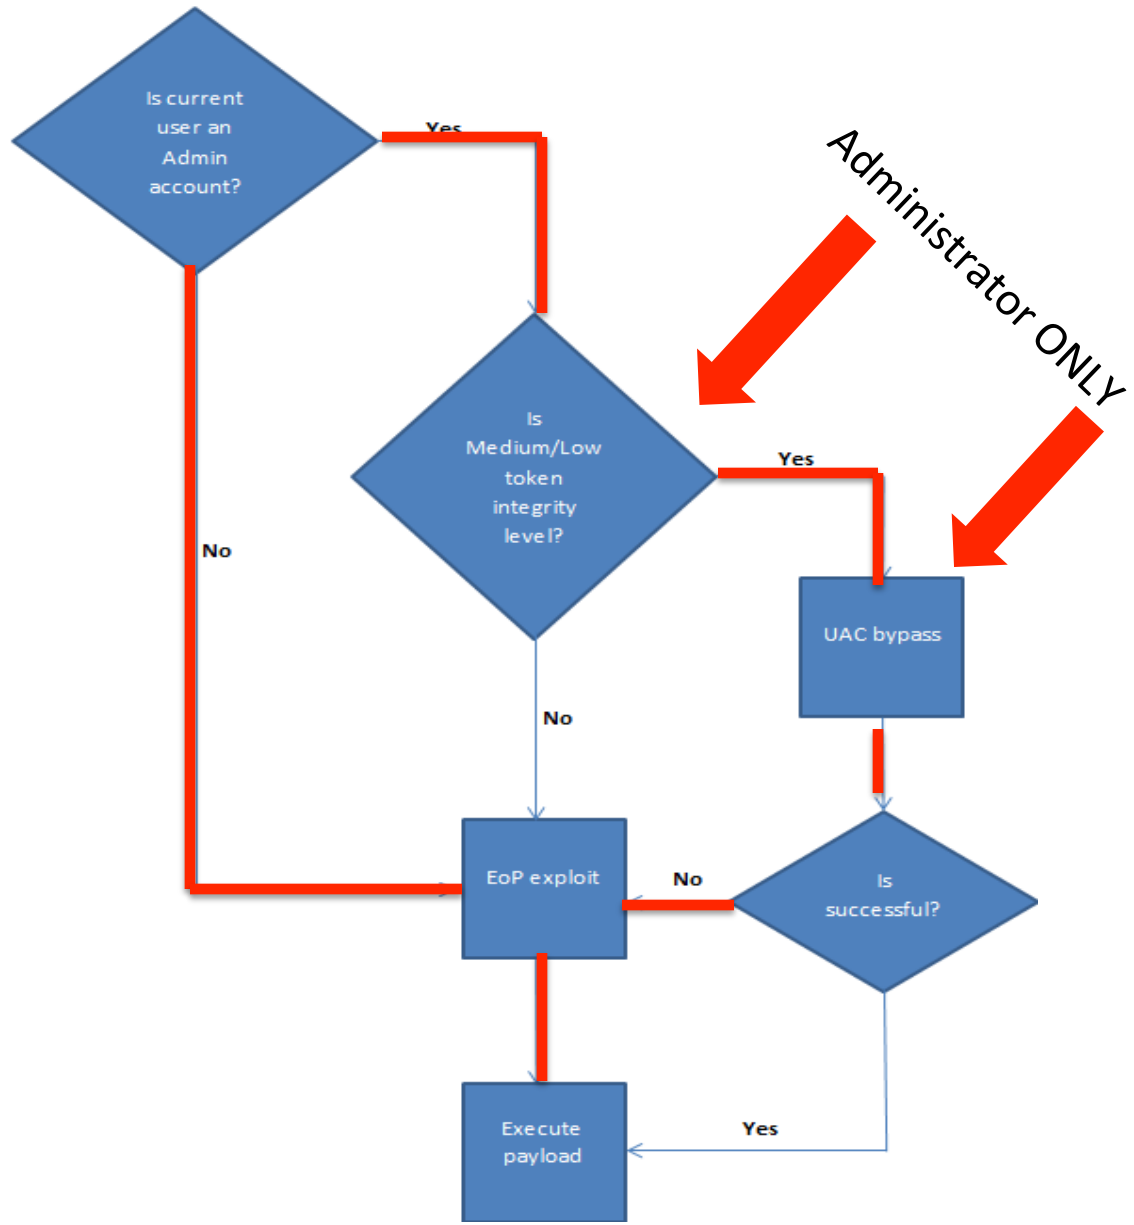 Is current
user an
Admin
account?
Yes
Administrator ONLY
Is
Medium/Low
token
integrity
level?
Yes
No
UAC bypass
No
EoP exploit
No
Is
successful?
Execute
payload
Yes